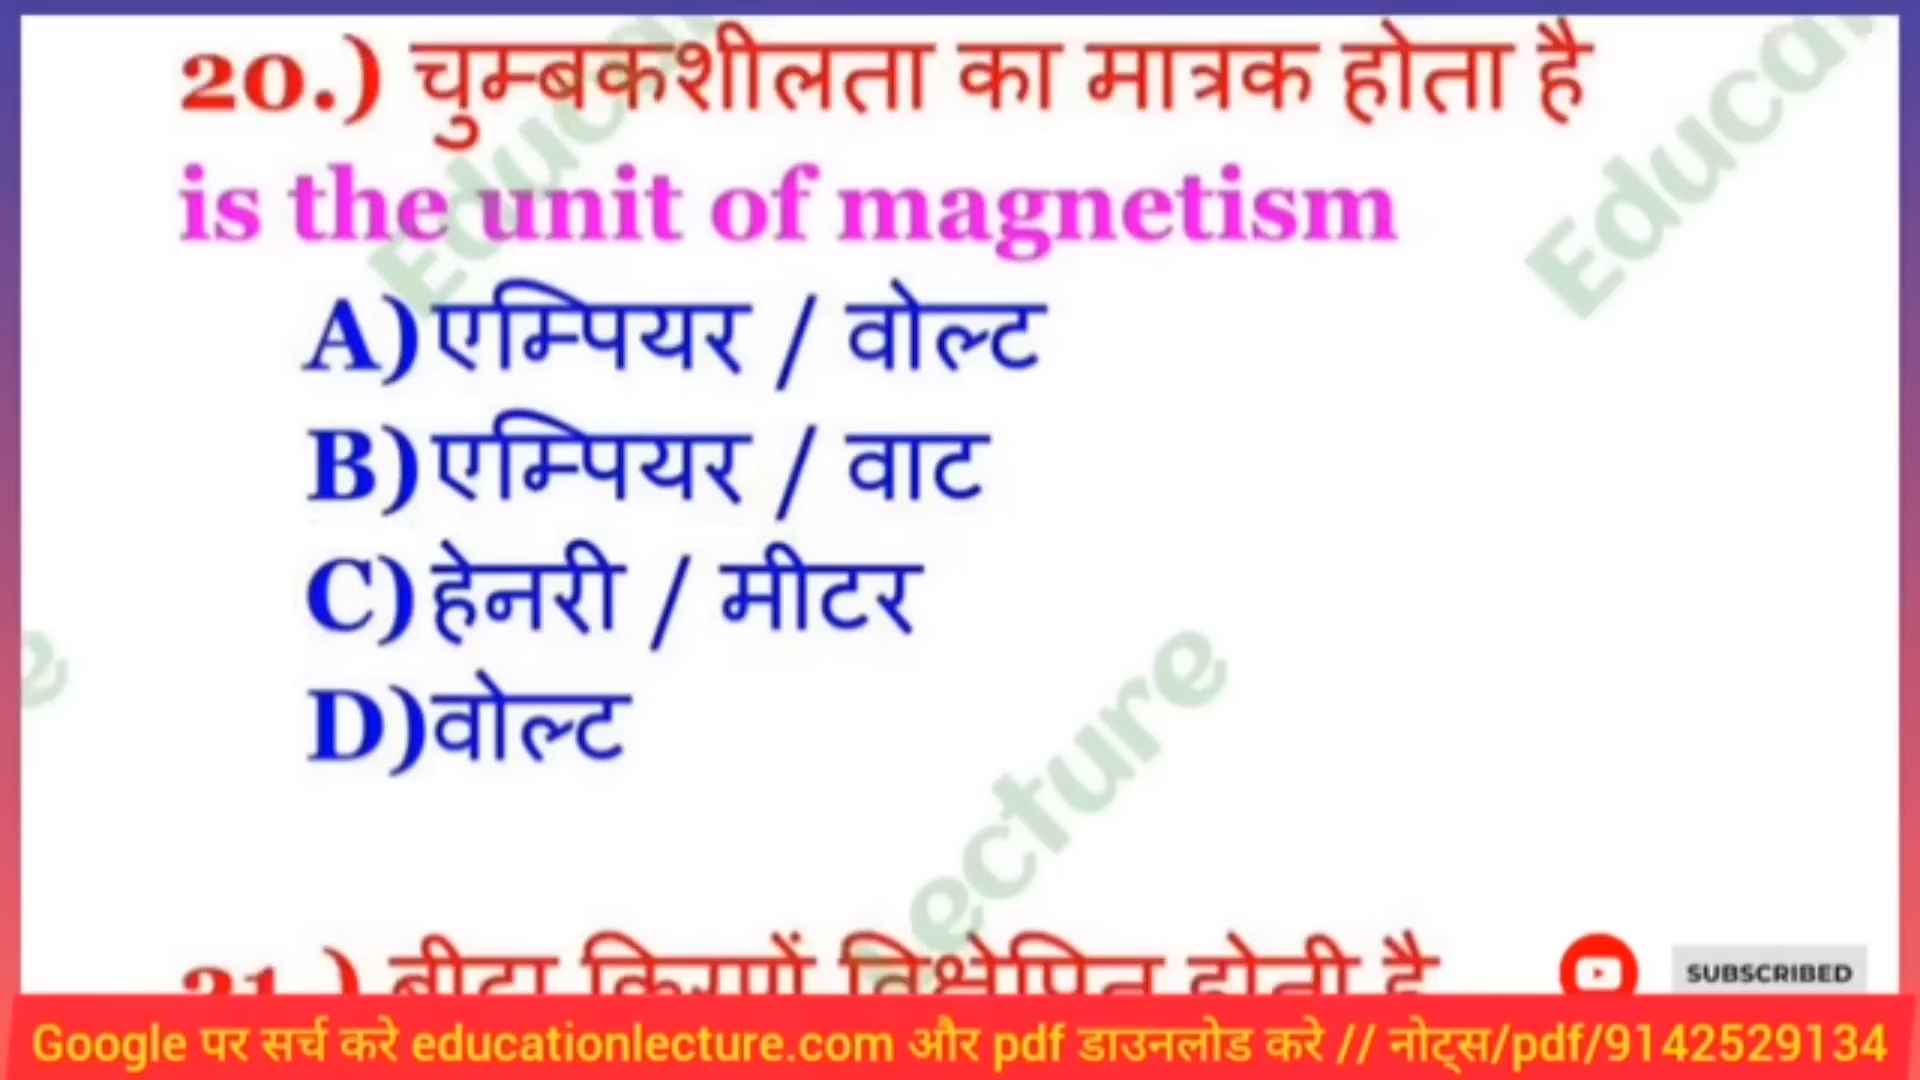 20.) चुम्बकशीलता का मात्रक होता है
is the unit of magnetism
A) एम्पियर / वोल्ट
B) एम्पियर / वाट
C) हेनरी / मीटर
D) वोल्ट
21.) बीटा किरणें विक्षेपित होती है
SUBSCRIBED
Google पर सर्च करे educationlecture.com और pdf डाउनलोड करे // नोट्स/pdf/9142529134